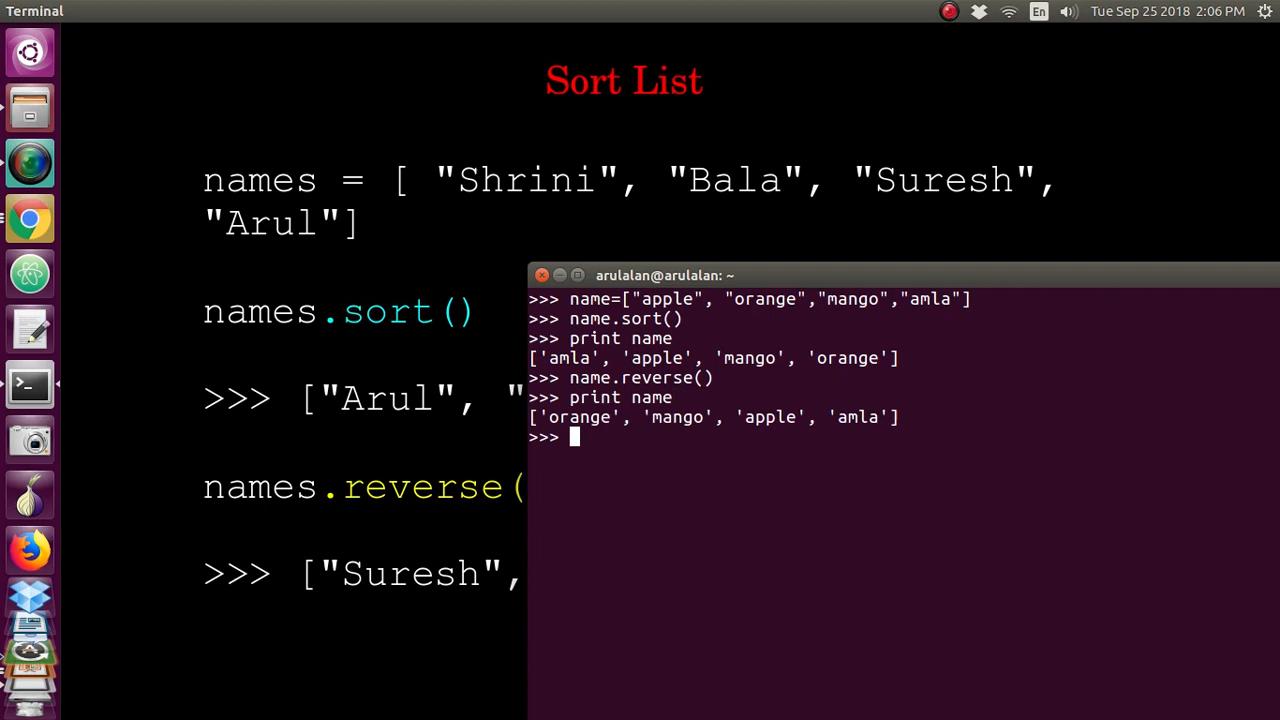 Terminal
En
Tue Sep 25 2018 2:06 PM
Sort List
names = [ "Shrini", "Bala", "Suresh",
"Arul"]
names.sort()
>>> ["Arul", "
names.reverse(
>>> ["Suresh",
arulalan@arulalan: ~
>>> name=["apple", "orange","mango","amla"]
>>> name.sort()
>>> print name
['amla', 'apple', 'mango', 'orange']
>>> name.reverse()
>>> print name
['orange', 'mango', 'apple', 'amla']
>>>